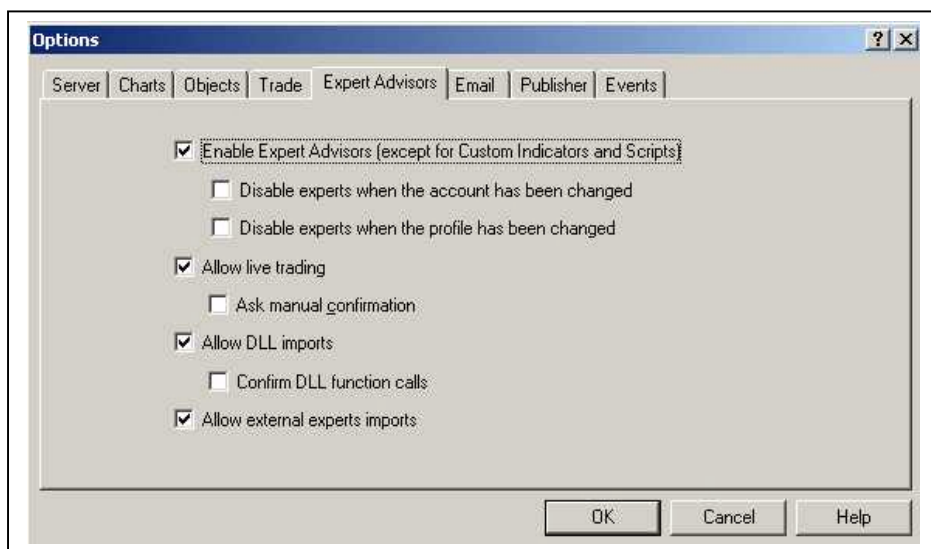 Options
Server Charts Objects Trade Expert Advisors Email Publisher Events
Enable Expert Advisors (except for Custom Indicators and Scripts)
Disable experts when the account has been changed
Disable experts when the profile has been changed
Allow live trading
Ask manual confirmation
Allow DLL imports
Confirm DLL function calls
Allow external experts imports
OK Cancel Help